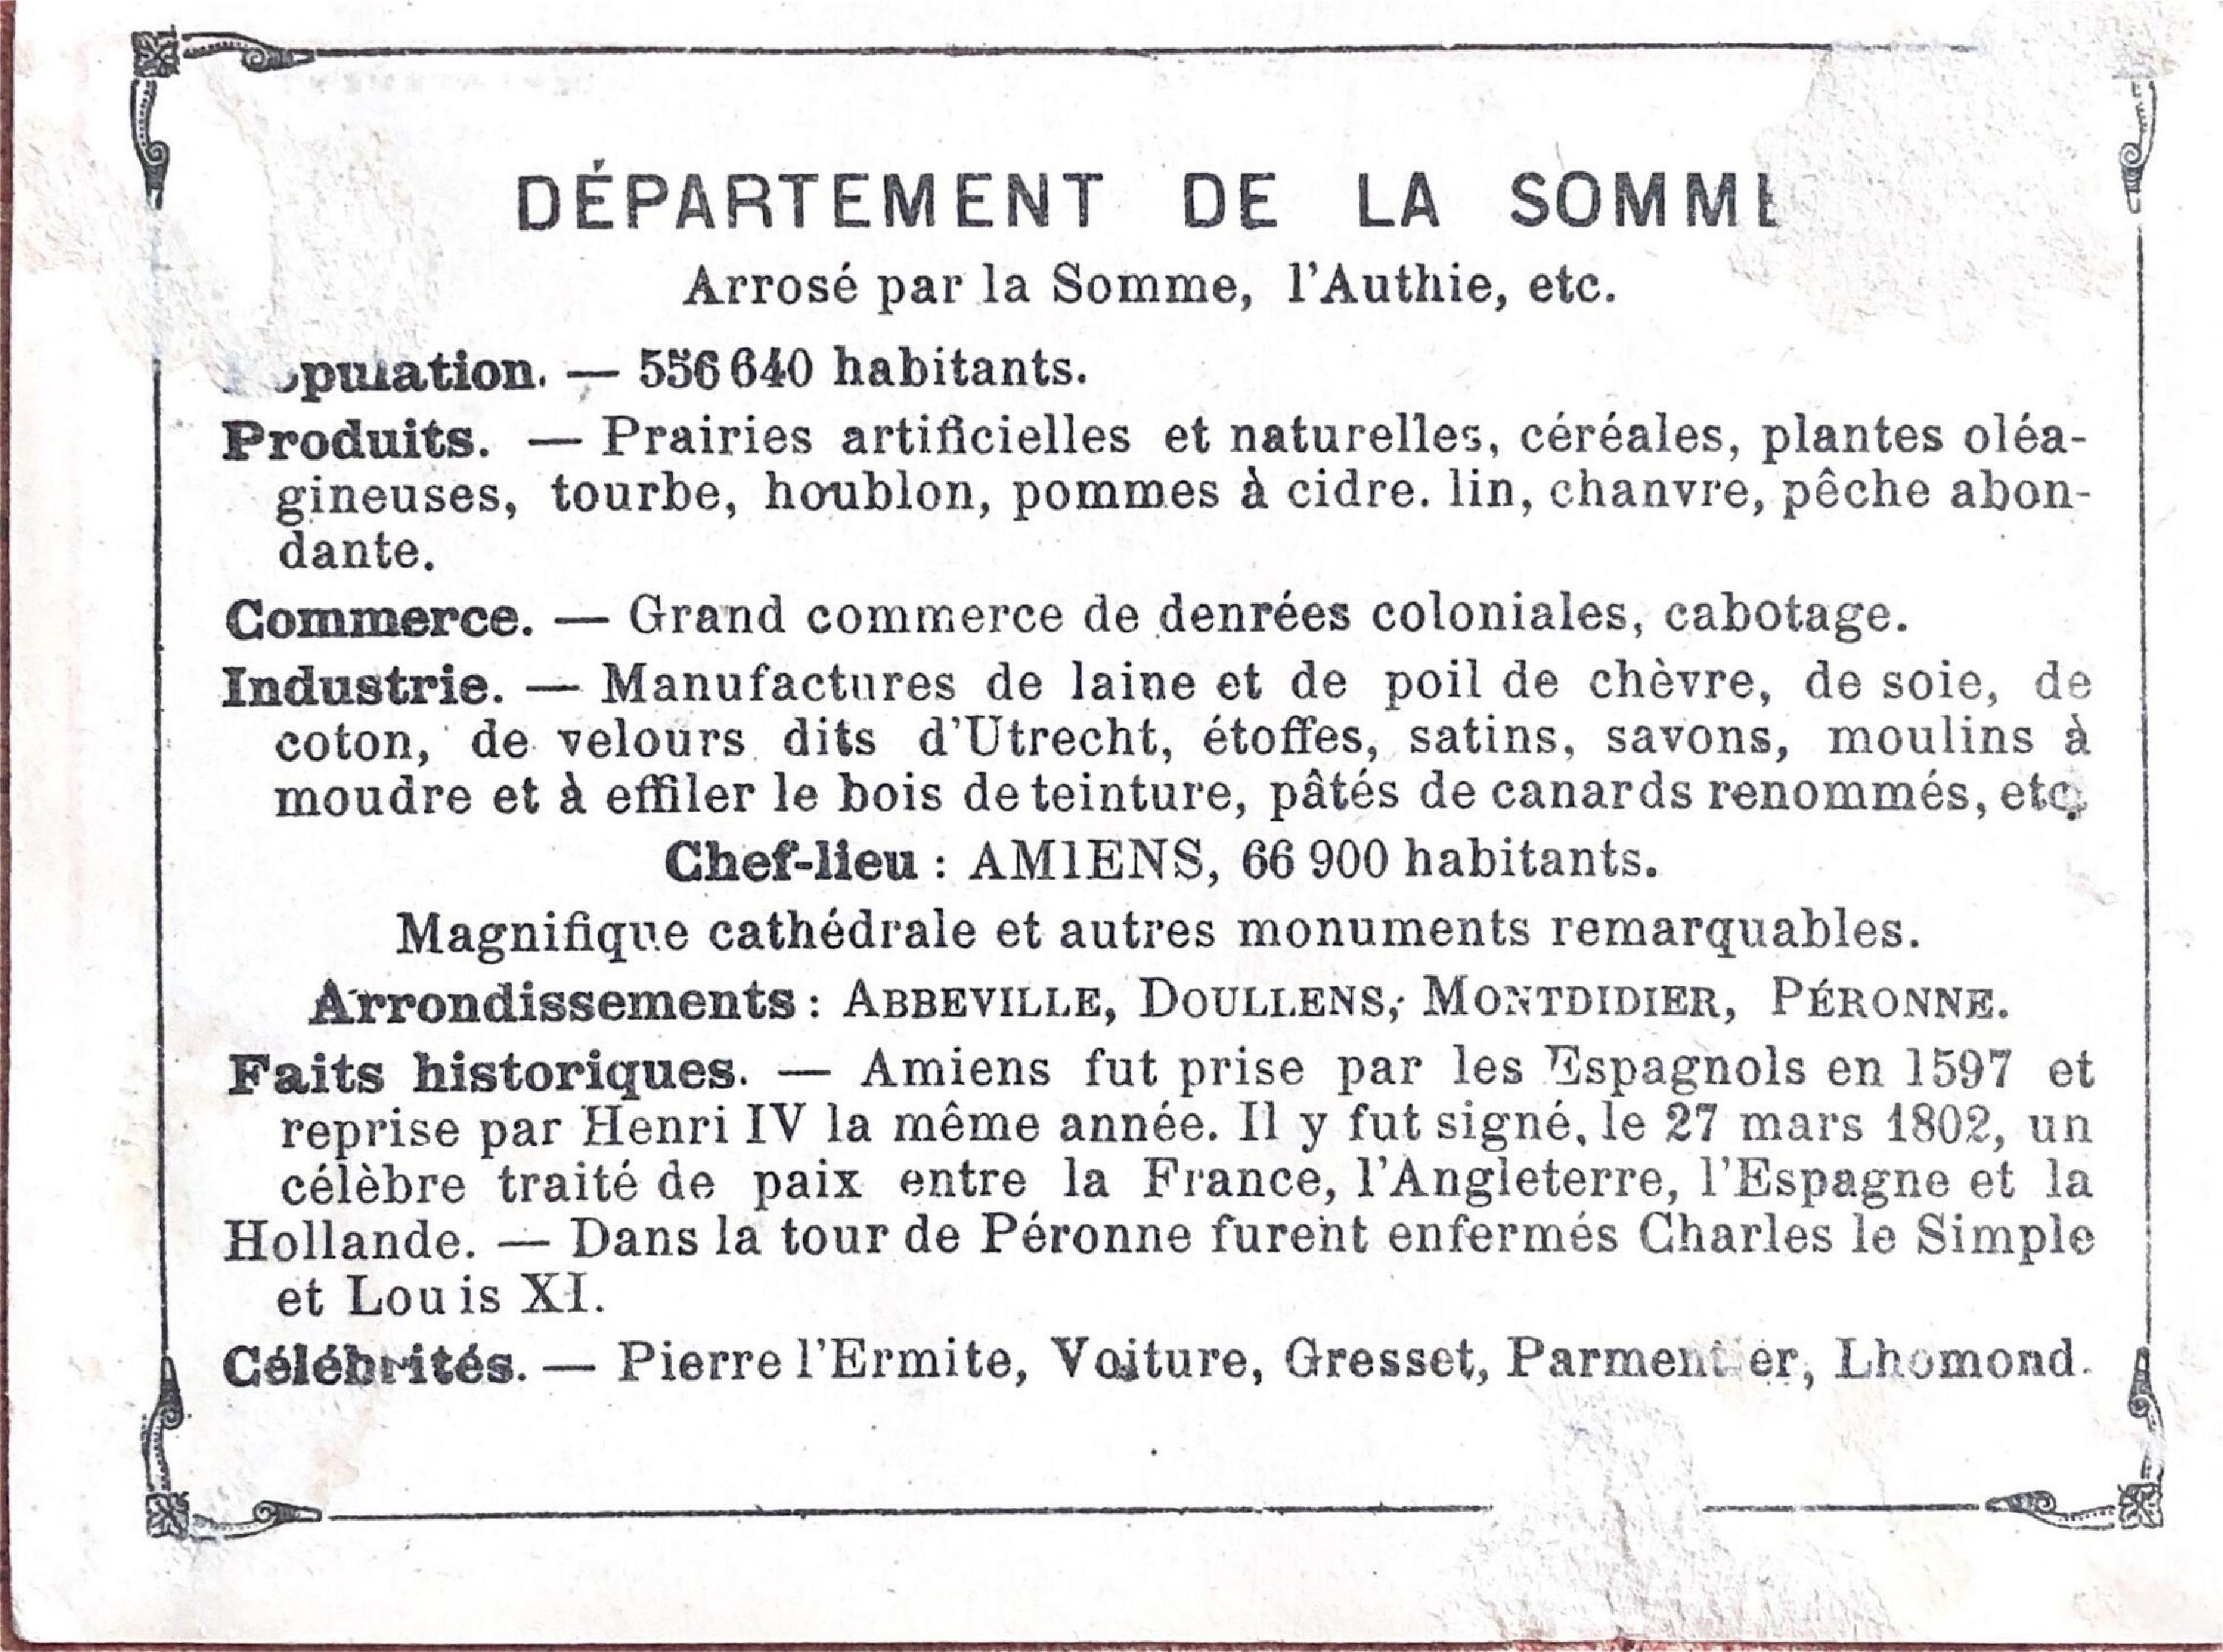 DÉPARTEMENT DE LA SOMME
Arrosé par la Somme, l'Authie, etc.
Population. — 556 640 habitants.
Produits. — Prairies artificielles et naturelles, céréales, plantes oléa-
gineuses, tourbe, houblon, pommes à cidre. lin, chanvre, pêche abon-
dante.
Commerce. — Grand commerce de denrées coloniales, cabotage.
Industrie. — Manufactures de laine et de poil de chèvre, de soie, de
coton, de velours dits d'Utrecht, étoffes, satins, savons, moulins à
moudre et à effiler le bois de teinture, pâtés de canards renommés, etc.
Chef-lieu : AMIENS, 66 900 habitants.
Magnifique cathédrale et autres monuments remarquables.
Arrondissements : ABBEVILLE, DOULLENS, MONTDIDIER, PÉRONNE.
Faits historiques. — Amiens fut prise par les Espagnols en 1597 et
reprise par Henri IV la même année. Il y fut signé, le 27 mars 1802, un
célèbre traité de paix entre la France, l'Angleterre, l'Espagne et la
Hollande. — Dans la tour de Péronne furent enfermés Charles le Simple
et Louis XI.
Célébrités. — Pierre l'Ermite, Voiture, Gresset, Parmentier, Lhomond.